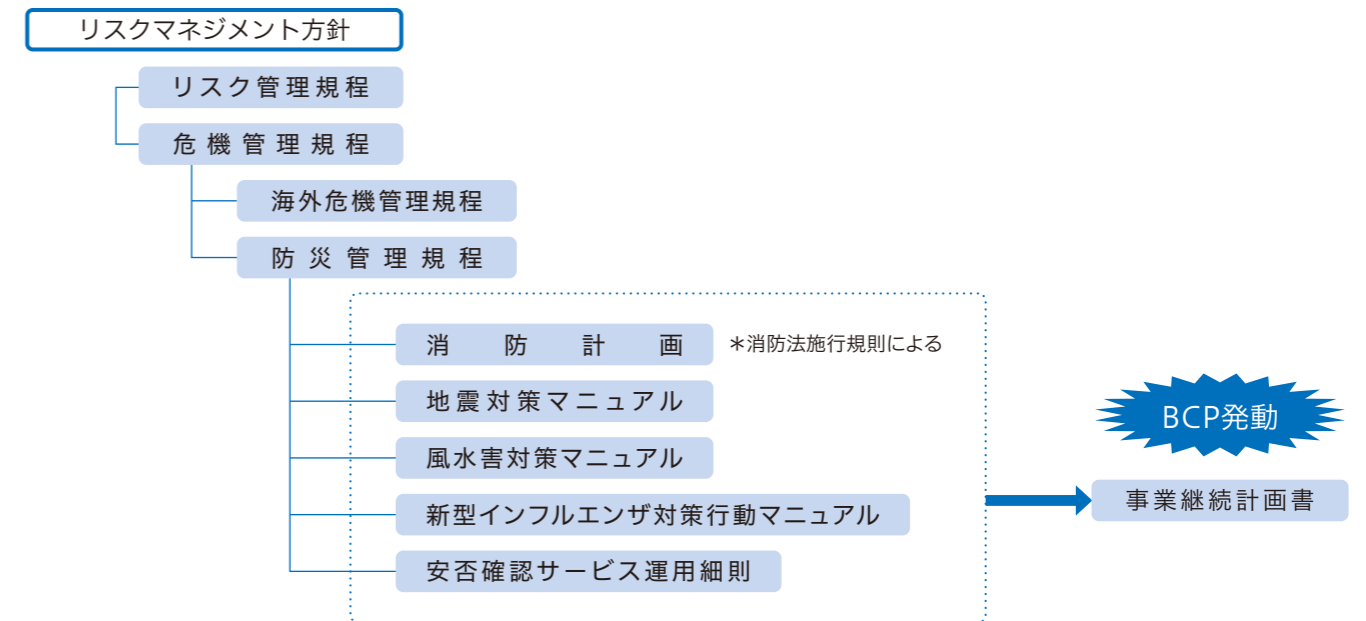 リスクマネジメント方針
リスク管理規程
危機管理規程
海外危機管理規程
防災管理規程
消防計画 ＊消防法施行規則による
地震対策マニュアル
風水害対策マニュアル
新型インフルエンザ対策行動マニュアル
安否確認サービス運用細則
BCP発動
事業継続計画書